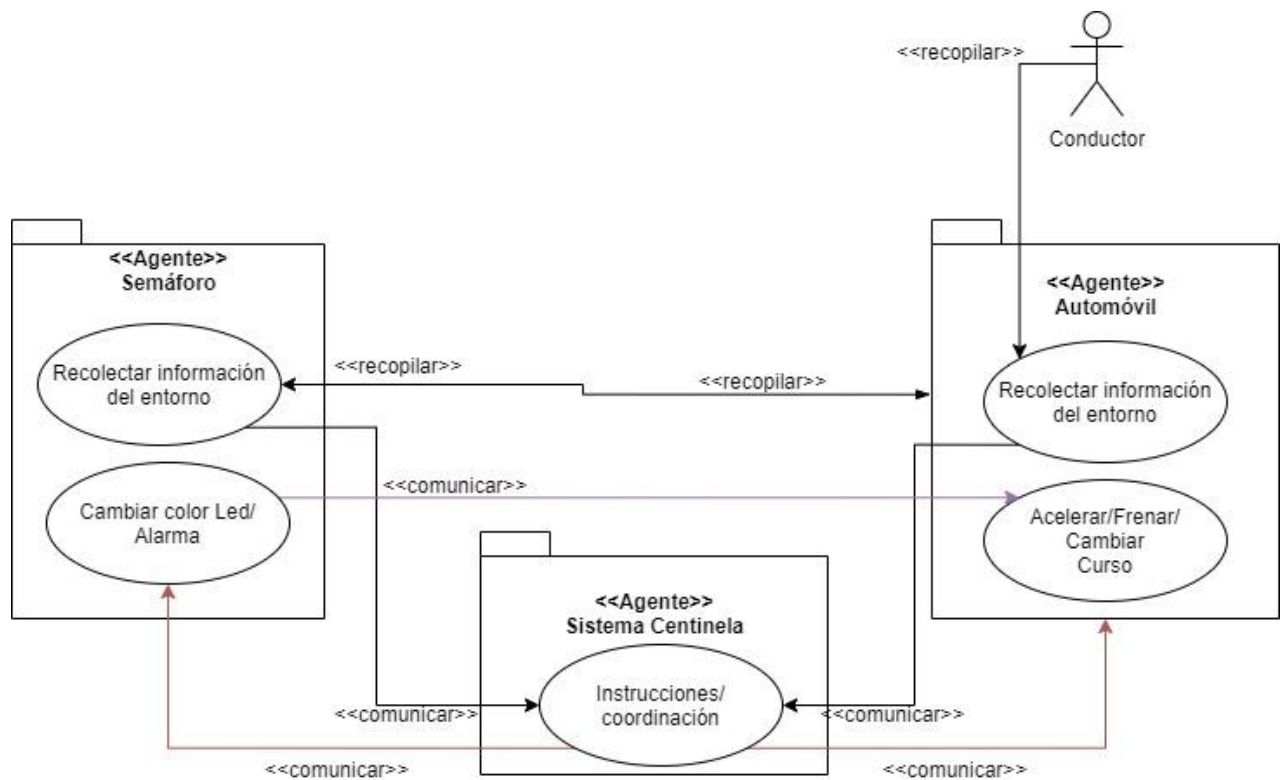 <<recopilar>>
Conductor
<<Agente>>
Semáforo
Recolectar información
del entorno
Cambiar color Led/
Alarma
<<recopilar>>
<<recopilar>>
<<comunicar>>
<<Agente>>
Automóvil
Recolectar información
del entorno
Acelerar/Frenar/
Cambiar
Curso
<<Agente>>
Sistema Centinela
Instrucciones/
coordinación
<<comunicar>>
<<comunicar>>
<<comunicar>>
<<comunicar>>